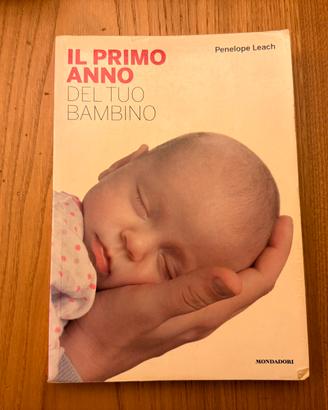 Penelope Leach
IL PRIMO
ANNO
DEL TUO
BAMBINO
MONDADORI